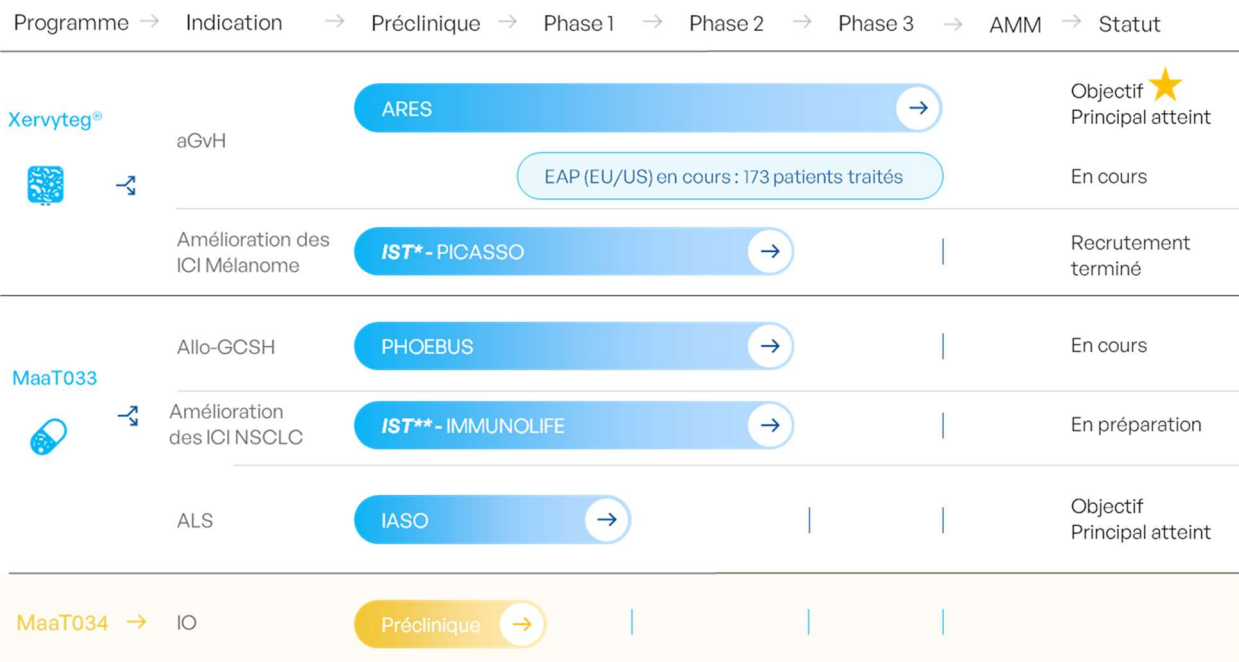 Programme → Indication → Préclinique → Phase 1 → Phase 2 → Phase 3 → AMM → Statut
Xervyteg®
aGvH
ARES →
Objectif
Principal atteint
EAP (EU/US) en cours : 173 patients traités
En cours
Amélioration des
ICI Mélanome
IST* - PICASSO →
Recrutement
terminé
MaaT033
Allo-GCSH
PHOEBUS →
En cours
Amélioration
des ICI NSCLC
IST** - IMMUNOLIFE →
En préparation
ALS
IASO →
Objectif
Principal atteint
MaaT034 → IO
Préclinique →